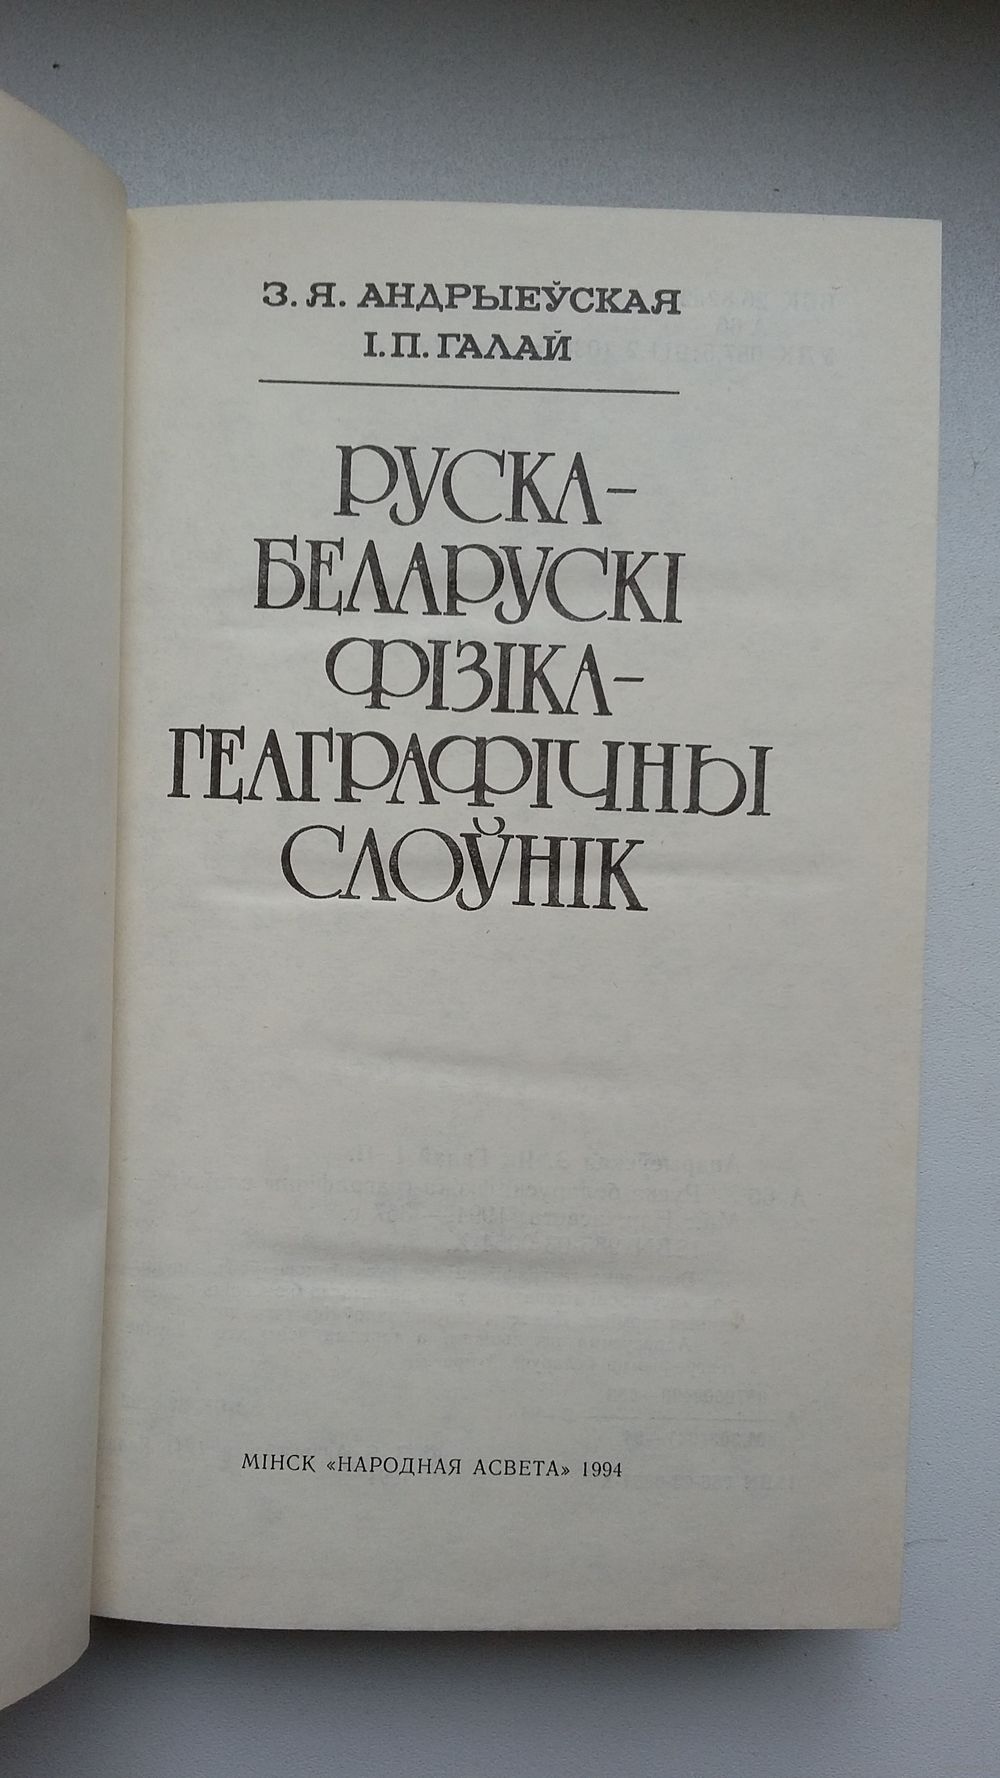 З. Я. АНДРЫЕЎСКАЯ
І. П. ГАЛАЙ
РУСКА-
БЕЛАРУСКІ
ФІЗІКА-
ГЕАГРАФІЧНЫ
СЛОЎНІК
МІНСК «НАРОДНАЯ АСВЕТА» 1994